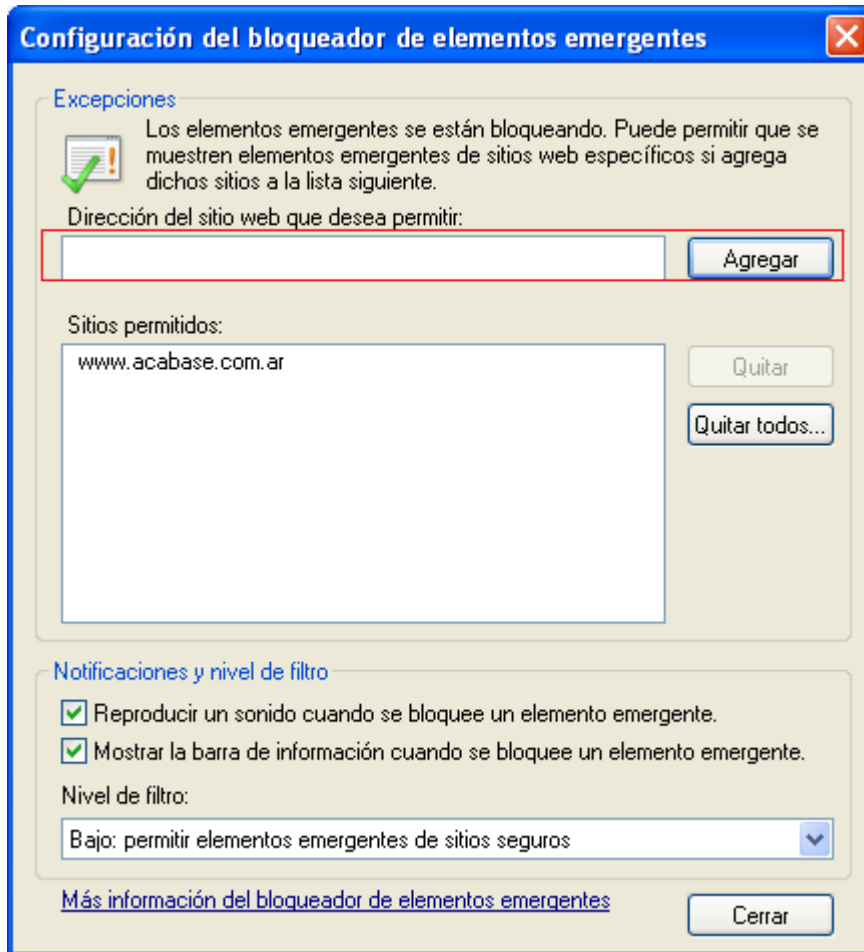 Configuración del bloqueador de elementos emergentes
Excepciones
Los elementos emergentes se están bloqueando. Puede permitir que se
muestren elementos emergentes de sitios web específicos si agrega
dichos sitios a la lista siguiente.
Dirección del sitio web que desea permitir:
Agregar
Sitios permitidos:
www.acabase.com.ar
Quitar
Quitar todos...
Notificaciones y nivel de filtro
Reproducir un sonido cuando se bloquee un elemento emergente.
Mostrar la barra de información cuando se bloquee un elemento emergente.
Nivel de filtro:
Bajo: permitir elementos emergentes de sitios seguros
Más información del bloqueador de elementos emergentes
Cerrar